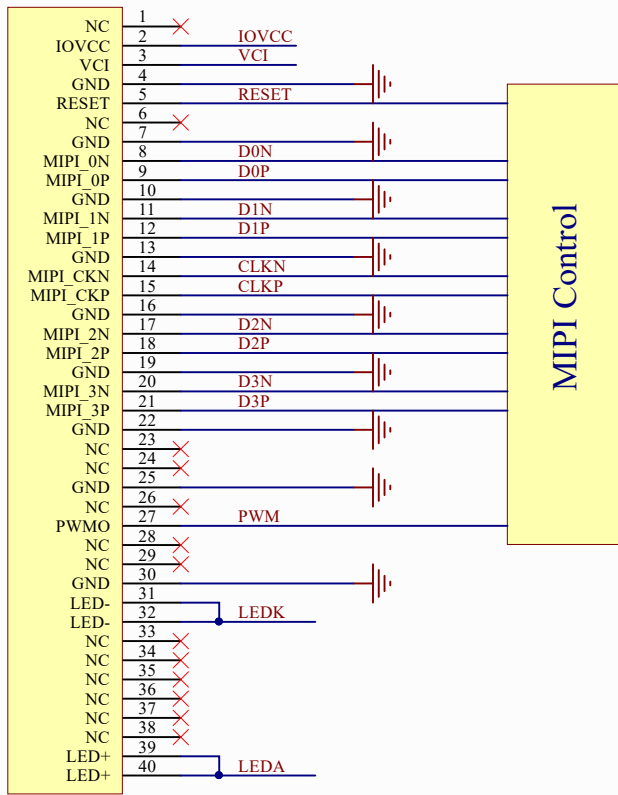 NC 1
IOVCC 2 IOVCC
VCI 3 VCI
GND 4
RESET 5 RESET
NC 6
GND 7
MIPI_0N 8 D0N
MIPI_0P 9 D0P
GND 10
MIPI_1N 11 D1N
MIPI_1P 12 D1P
GND 13
MIPI_CKN 14 CLKN
MIPI_CKP 15 CLKP
GND 16
MIPI_2N 17 D2N
MIPI_2P 18 D2P
GND 19
MIPI_3N 20 D3N
MIPI_3P 21 D3P
GND 22
NC 23
NC 24
GND 25
NC 26
PWMO 27 PWM
NC 28
NC 29
GND 30
LED- 31
LED- 32 LEDK
NC 33
NC 34
NC 35
NC 36
NC 37
NC 38
LED+ 39
LED+ 40 LEDA
MIPI Control